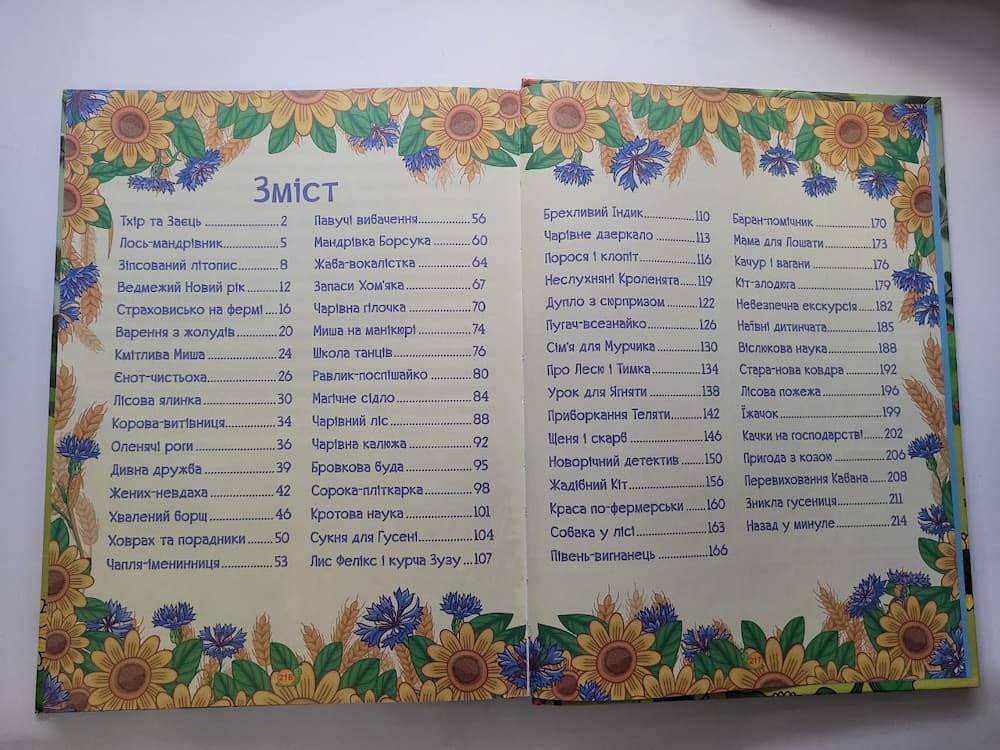 Зміст
Тхір та Заєць ..................2
Лось-мандрівник..............5
Зіпсований літопис...........8
Ведмежий Новий рік ........12
Страховисько на фермі ....16
Варення з жолудів...........20
Кмітлива Миша ................24
Єнот-чистьоха..................26
Лісова ялинка ..................30
Корова-витівниця.............34
Оленячі роги ....................36
Дивна дружба ..................39
Жених-невдаха ................42
Хвалений борщ ................46
Ховрах та порадники .......50
Чапля-іменинниця............53
Павучі вивачення.............56
Мандрівка Борсука ..........60
Жаба-вокалістка ..............64
Запаси Хом'яка................67
Чарівна гілочка ................70
Миша на манікюрі ............74
Школа танців...................76
Равлик-поспішайко ..........80
Магічне сідло ..................84
Чарівний ліс.....................88
Чарівна калюжа ...............92
Бровкова буда.................95
Сорока-пліткарка.............98
Кротова наука .................101
Сукня для Гусені..............104
Лис Фелікс і курча Зузу ...107
Брехливий Індик..............110
Чарівне дзеркало ............113
Порося і клопіт ................116
Неслухняні Кроленята......119
Дупло з сюрпризом .........122
Пугач-всезнайко..............126
Сім'я для Мурчика...........130
Про Лесю і Тимка ............134
Урок для Ягняти ..............138
Приборкання Теляти........142
Щеня і скарб ...................146
Новорічний детектив .......150
Жадібний Кіт....................156
Краса по-фермерськи ......160
Собака у лісі ....................163
Півень-вигнанець .............166
Баран-помічник ................170
Мама для Лошати.............173
Качур і вагани ..................176
Кіт-злодюга......................179
Небезпечна екскурсія.......182
Наївні дитинчата...............185
Віслюкова наука...............188
Стара-нова ковдра ...........192
Лісова пожежа .................196
Їжачок .............................199
Качки на господарстві......202
Пригода з козою ..............206
Перевиховання Кабана.....208
Зникла гусениця...............211
Назад у минуле ................214
216
217